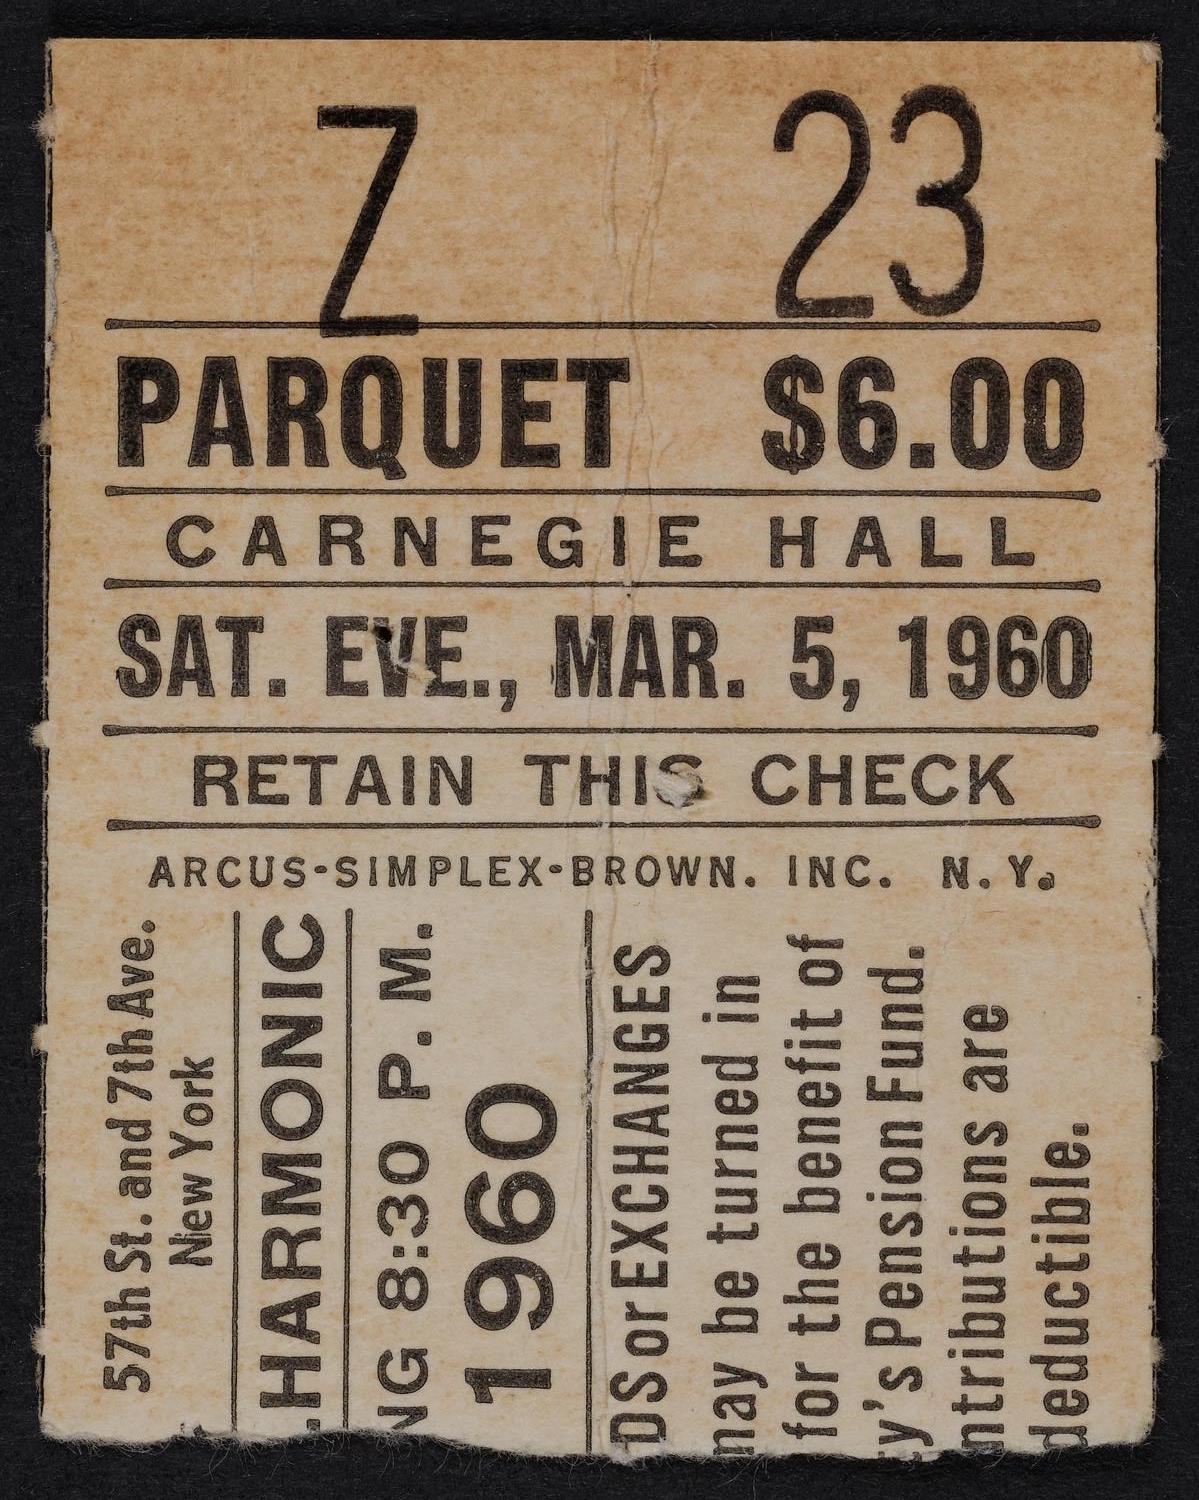 Z 23
PARQUET $6.00
CARNEGIE HALL
SAT. EVE., MAR. 5, 1960
RETAIN THIS CHECK
ARCUS-SIMPLEX-BROWN. INC. N.Y.
57th St. and 7th Ave.
New York
HARMONIC
NG 8:30 P. M.
1960
DS or EXCHANGES
may be turned in
for the benefit of
y's Pension Fund.
ntributions are
deductible.